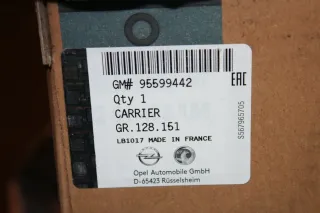 GM# 95599442
EAC
Qty 1
CARRIER
GR.128.151
LB1017 MADE IN FRANCE
Opel Automobile GmbH
D-65423 Rüsselsheim
S567965705